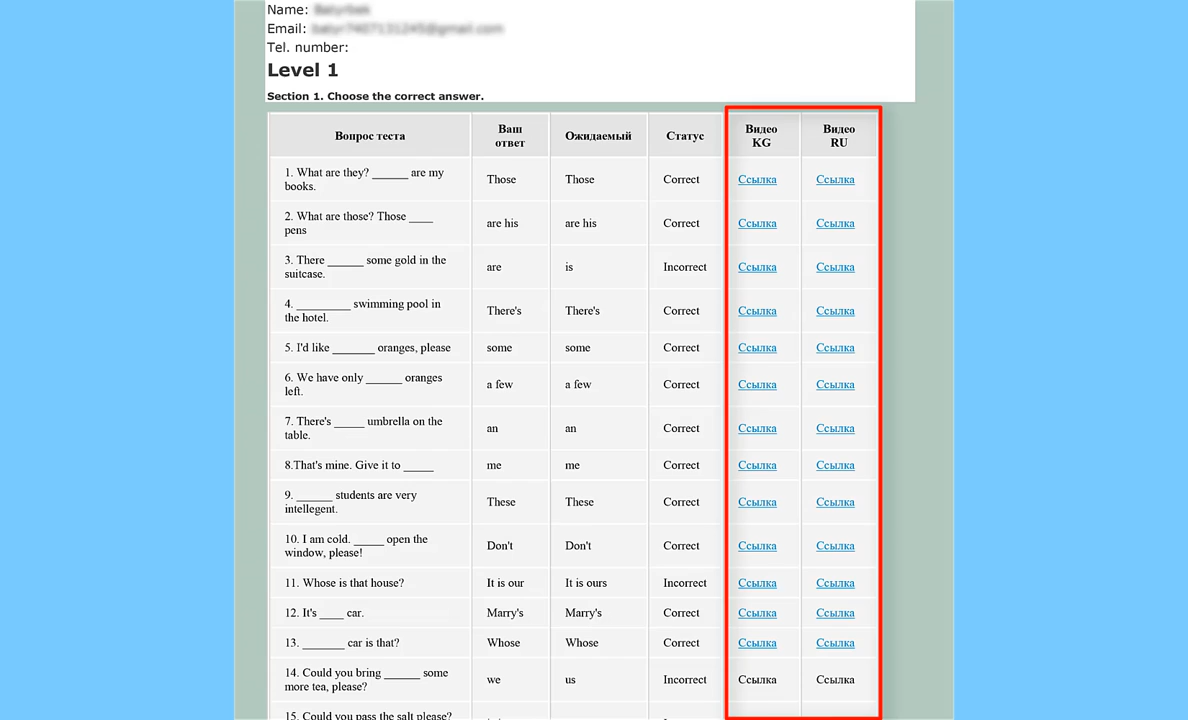 Name:
Email:
Tel. number:
Level 1
Section 1. Choose the correct answer.
Вопрос теста
Ваш
ответ
Ожидаемый
Статус
Видео
KG
Видео
RU
1. What are they? ______ are my
books.
Those
Those
Correct
Ссылка
Ссылка
2. What are those? Those ____
pens
are his
are his
Correct
Ссылка
Ссылка
3. There ______ some gold in the
suitcase.
are
is
Incorrect
Ссылка
Ссылка
4. _________ swimming pool in
the hotel.
There's
There's
Correct
Ссылка
Ссылка
5. I'd like _______ oranges, please
some
some
Correct
Ссылка
Ссылка
6. We have only ______ oranges
left.
a few
a few
Correct
Ссылка
Ссылка
7. There's _____ umbrella on the
table.
an
an
Correct
Ссылка
Ссылка
8.That's mine. Give it to _____
me
me
Correct
Ссылка
Ссылка
9. ______ students are very
intellegent.
These
These
Correct
Ссылка
Ссылка
10. I am cold. _____ open the
window, please!
Don't
Don't
Correct
Ссылка
Ссылка
11. Whose is that house?
It is our
It is ours
Incorrect
Ссылка
Ссылка
12. It's ____ car.
Marry's
Marry's
Correct
Ссылка
Ссылка
13. _______ car is that?
Whose
Whose
Correct
Ссылка
Ссылка
14. Could you bring ______ some
more tea, please?
we
us
Incorrect
Ссылка
Ссылка
15. Could you pass the salt please?